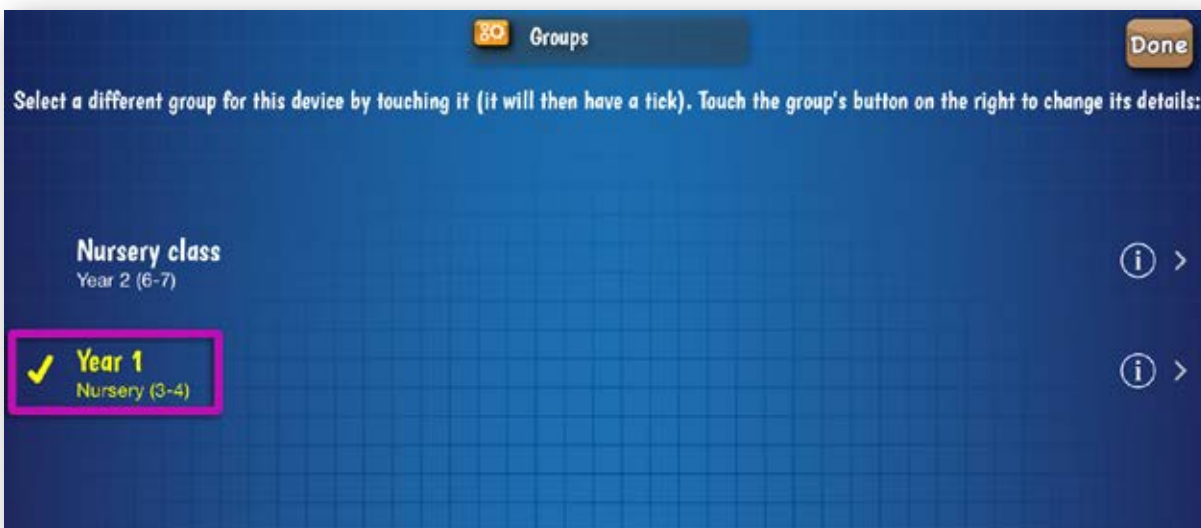 Groups
Done
Select a different group for this device by touching it (it will then have a tick). Touch the group's button on the right to change its details:
Nursery class
Year 2 (6-7)
Year 1
Nursery (3-4)